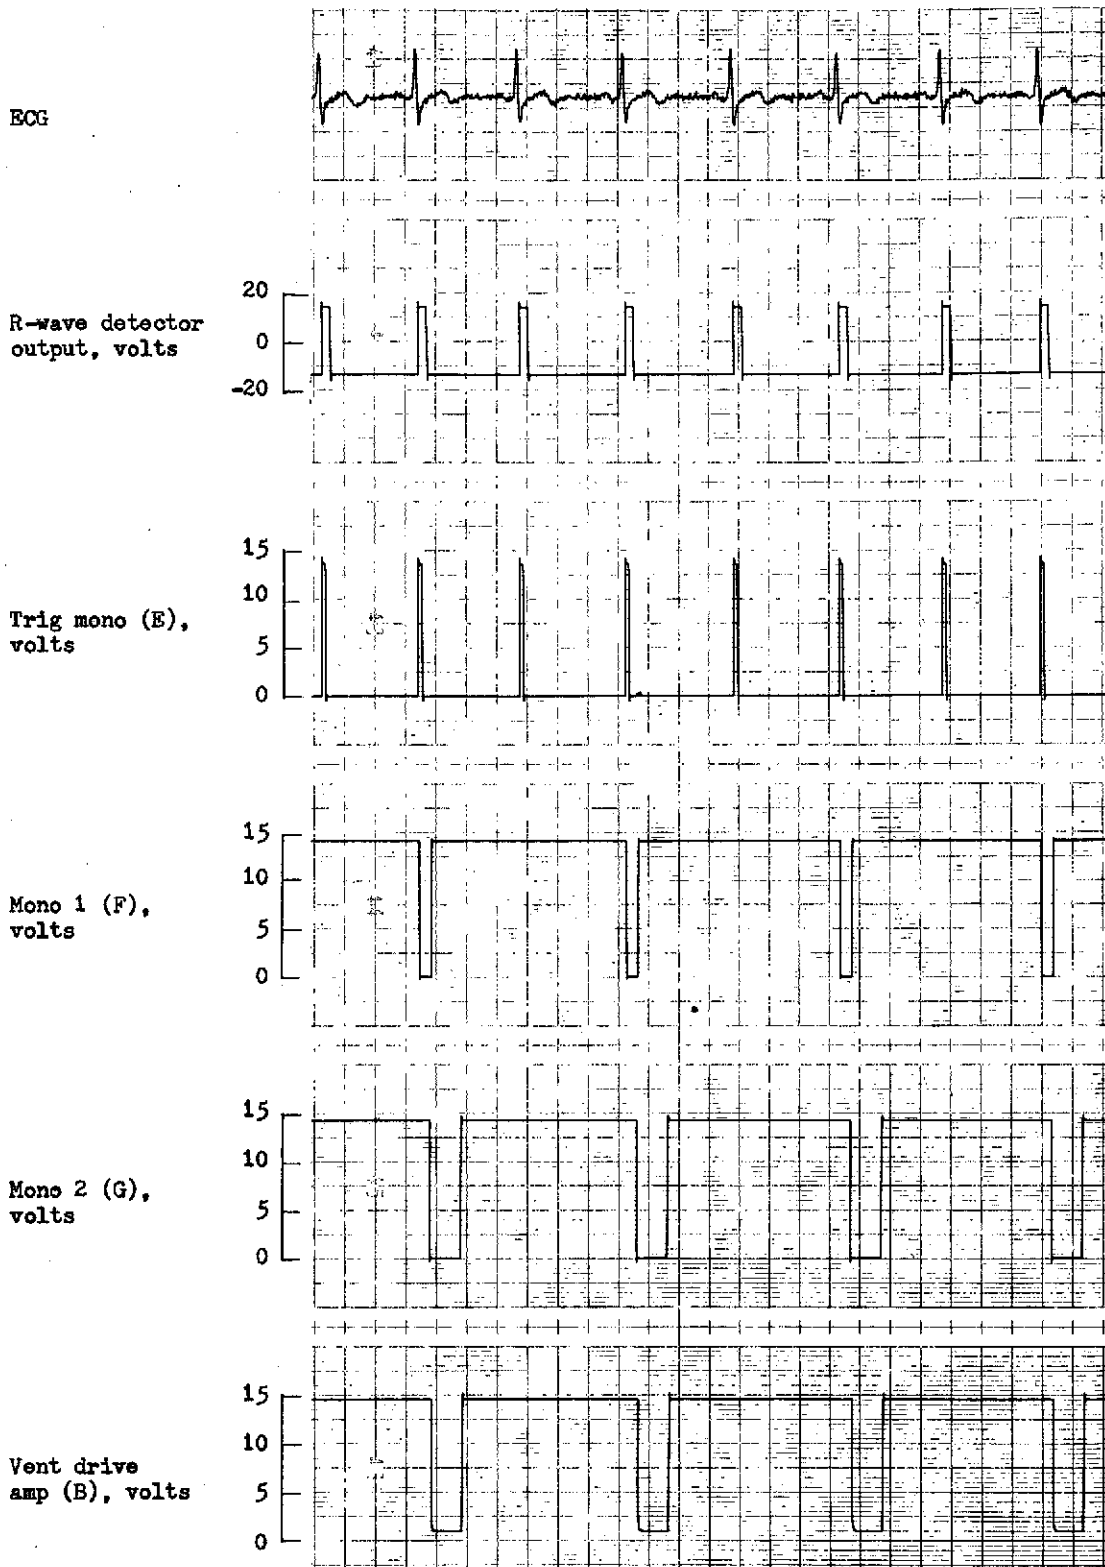 ECG
R-wave detector
output, volts
20
0
-20
Trig mono (E),
volts
15
10
5
0
Mono 1 (F),
volts
15
10
5
0
Mono 2 (G),
volts
15
10
5
0
Vent drive
amp (B), volts
15
10
5
0